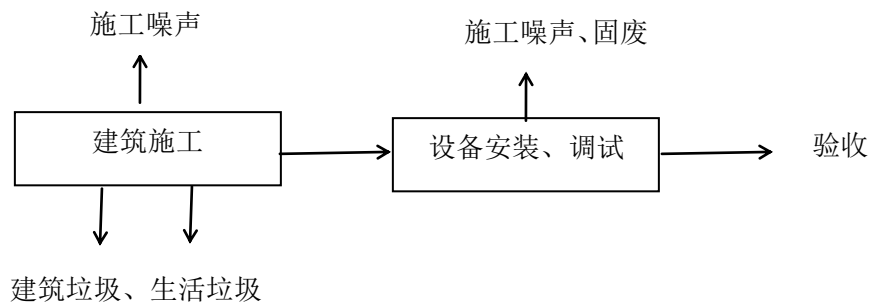 施工噪声
施工噪声、固废
建筑施工
设备安装、调试
验收
建筑垃圾、生活垃圾